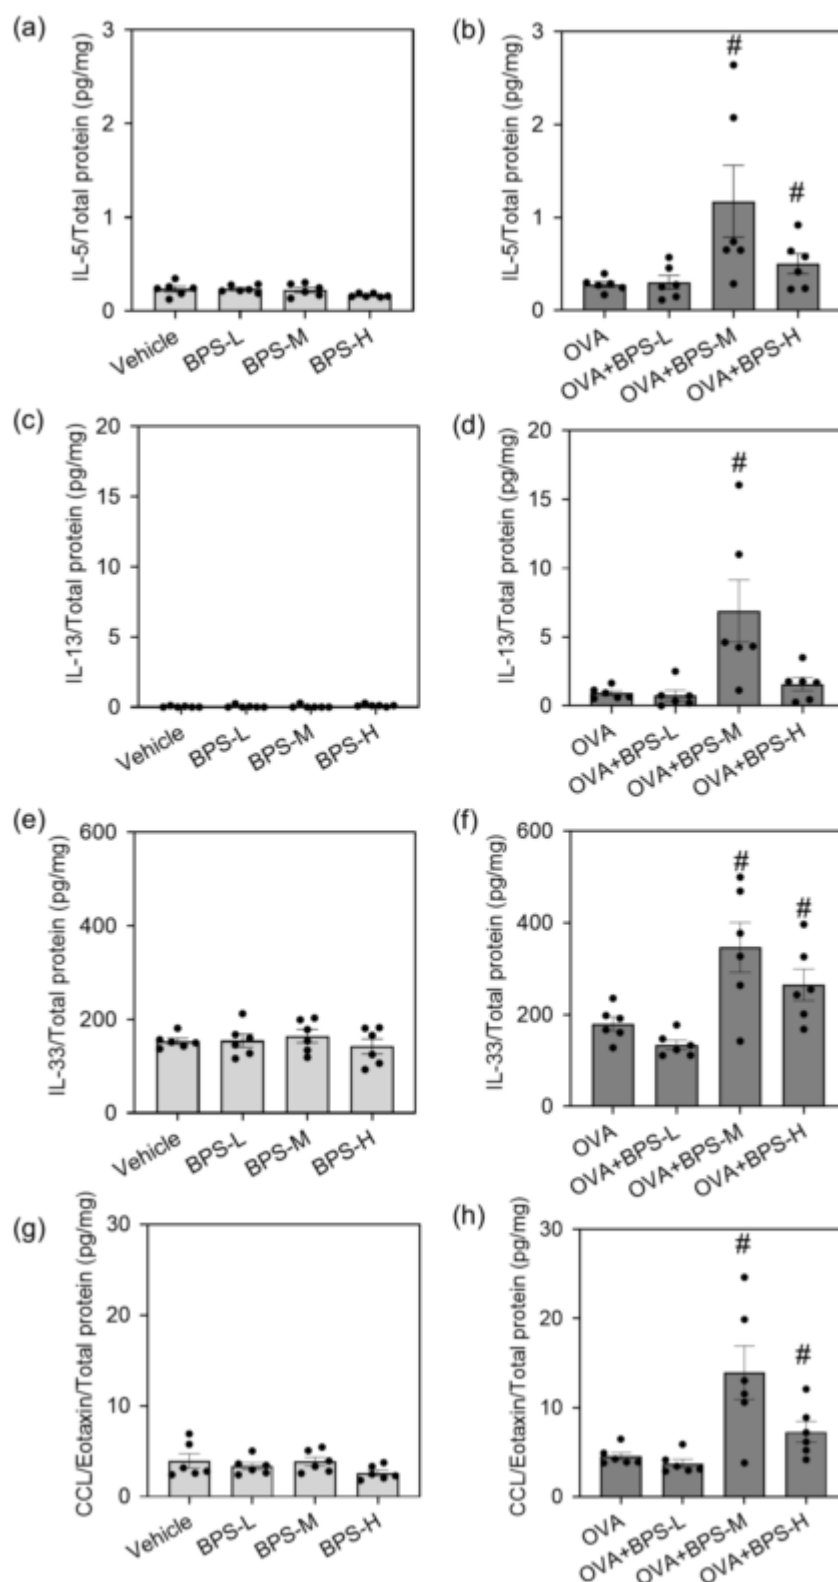 (a)
IL-5/Total protein (pg/mg)
3
2
1
0
Vehicle
BPS-L
BPS-M
BPS-H
(b)
IL-5/Total protein (pg/mg)
3
2
1
0
#
#
OVA
OVA+BPS-L
OVA+BPS-M
OVA+BPS-H
(c)
IL-13/Total protein (pg/mg)
20
15
10
5
0
Vehicle
BPS-L
BPS-M
BPS-H
(d)
IL-13/Total protein (pg/mg)
20
15
10
5
0
#
OVA
OVA+BPS-L
OVA+BPS-M
OVA+BPS-H
(e)
IL-33/Total protein (pg/mg)
600
400
200
0
Vehicle
BPS-L
BPS-M
BPS-H
(f)
IL-33/Total protein (pg/mg)
600
400
200
0
#
#
OVA
OVA+BPS-L
OVA+BPS-M
OVA+BPS-H
(g)
CCL/Eotaxin/Total protein (pg/mg)
30
20
10
0
Vehicle
BPS-L
BPS-M
BPS-H
(h)
CCL/Eotaxin/Total protein (pg/mg)
30
20
10
0
#
#
OVA
OVA+BPS-L
OVA+BPS-M
OVA+BPS-H